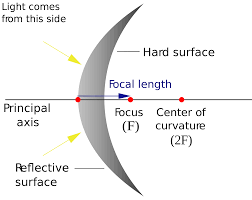 Light comes
from this side
Hard surface
Focal length
Principal
axis
Focus
(F)
Center of
curvature
(2F)
Reflective
surface